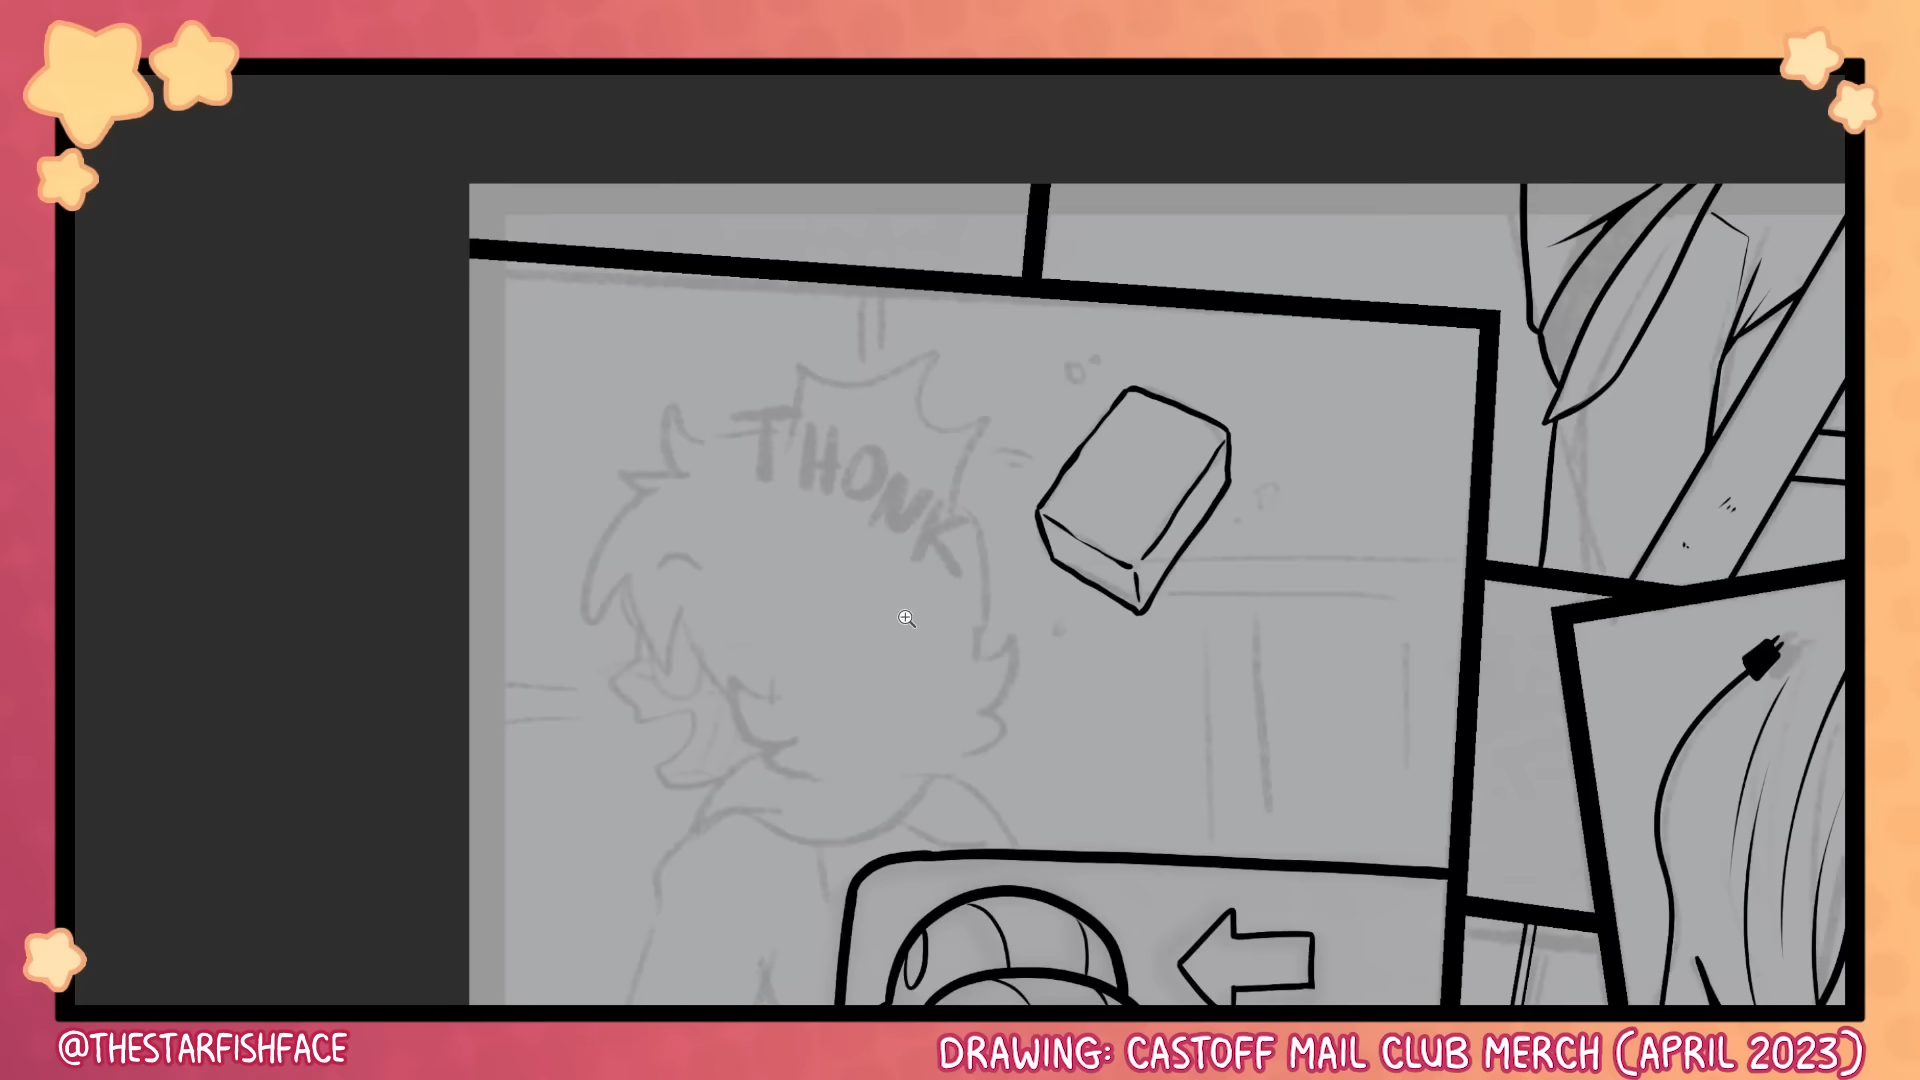 THONK
@THESTARFISHFACE
DRAWING: CASTOFF MAIL CLUB MERCH (APRIL 2023)